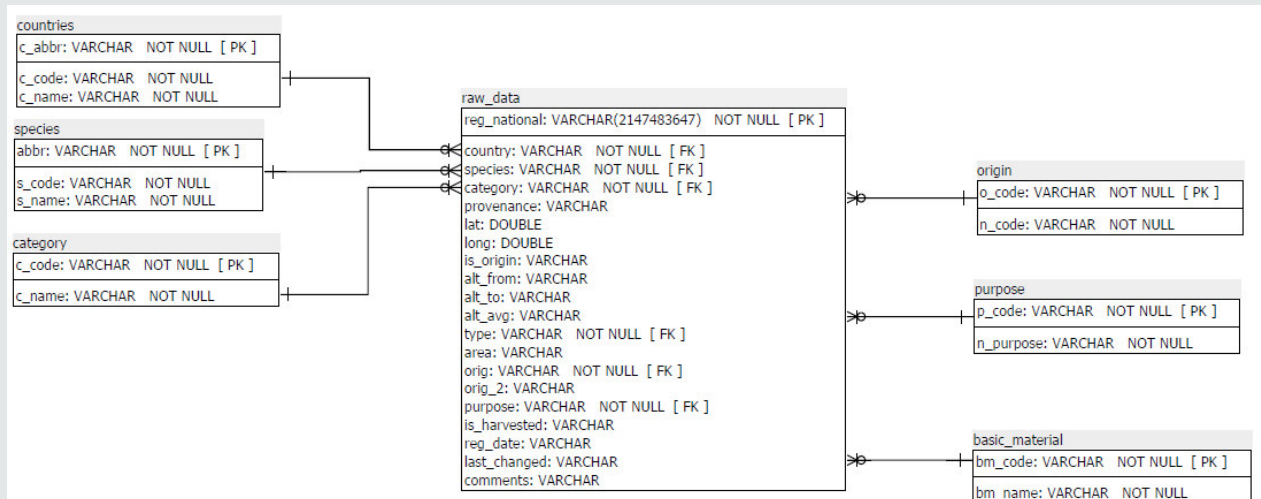 countries
c_abbr: VARCHAR NOT NULL [ PK ]
c_code: VARCHAR NOT NULL
c_name: VARCHAR NOT NULL
species
abbr: VARCHAR NOT NULL [ PK ]
s_code: VARCHAR NOT NULL
s_name: VARCHAR NOT NULL
category
c_code: VARCHAR NOT NULL [ PK ]
c_name: VARCHAR NOT NULL
raw_data
reg_national: VARCHAR(2147483647) NOT NULL [ PK ]
country: VARCHAR NOT NULL [ FK ]
species: VARCHAR NOT NULL [ FK ]
category: VARCHAR NOT NULL [ FK ]
provenance: VARCHAR
lat: DOUBLE
long: DOUBLE
is_origin: VARCHAR
alt_from: VARCHAR
alt_to: VARCHAR
alt_avg: VARCHAR
type: VARCHAR NOT NULL [ FK ]
area: VARCHAR
orig: VARCHAR NOT NULL [ FK ]
orig_2: VARCHAR
purpose: VARCHAR NOT NULL [ FK ]
is_harvested: VARCHAR
reg_date: VARCHAR
last_changed: VARCHAR
comments: VARCHAR
origin
o_code: VARCHAR NOT NULL [ PK ]
n_code: VARCHAR NOT NULL
purpose
p_code: VARCHAR NOT NULL [ PK ]
n_purpose: VARCHAR NOT NULL
basic_material
bm_code: VARCHAR NOT NULL [ PK ]
bm_name: VARCHAR NOT NULL